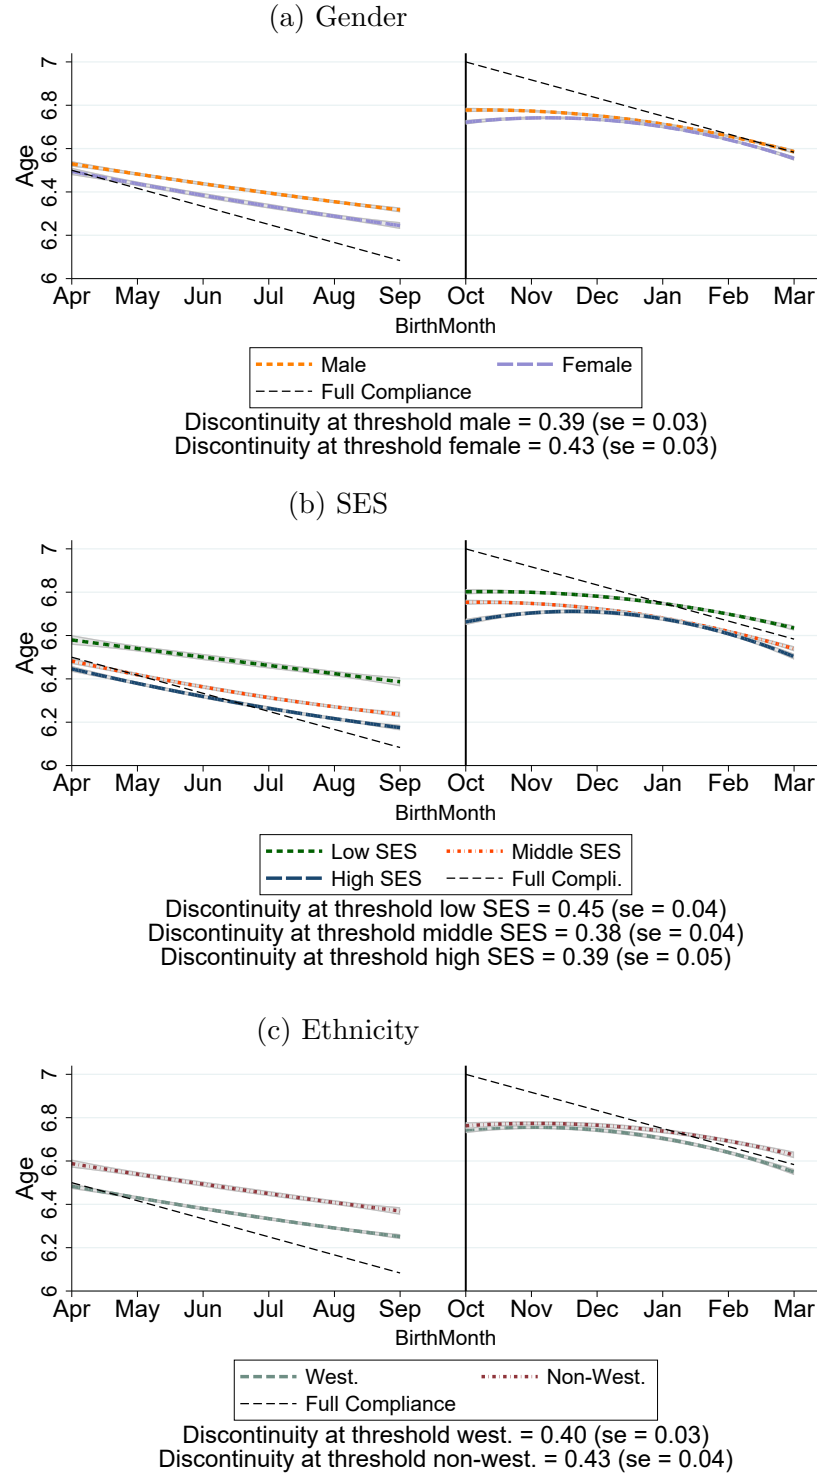 (a) Gender
7
6.8
6.6
6.4
6.2
6
Age
Apr May Jun Jul Aug Sep Oct Nov Dec Jan Feb Mar
BirthMonth
Male Female
Full Compliance
Discontinuity at threshold male = 0.39 (se = 0.03)
Discontinuity at threshold female = 0.43 (se = 0.03)
(b) SES
7
6.8
6.6
6.4
6.2
6
Age
Apr May Jun Jul Aug Sep Oct Nov Dec Jan Feb Mar
BirthMonth
Low SES Middle SES
High SES Full Compli.
Discontinuity at threshold low SES = 0.45 (se = 0.04)
Discontinuity at threshold middle SES = 0.38 (se = 0.04)
Discontinuity at threshold high SES = 0.39 (se = 0.05)
(c) Ethnicity
7
6.8
6.6
6.4
6.2
6
Age
Apr May Jun Jul Aug Sep Oct Nov Dec Jan Feb Mar
BirthMonth
West. Non-West.
Full Compliance
Discontinuity at threshold west. = 0.40 (se = 0.03)
Discontinuity at threshold non-west. = 0.43 (se = 0.04)